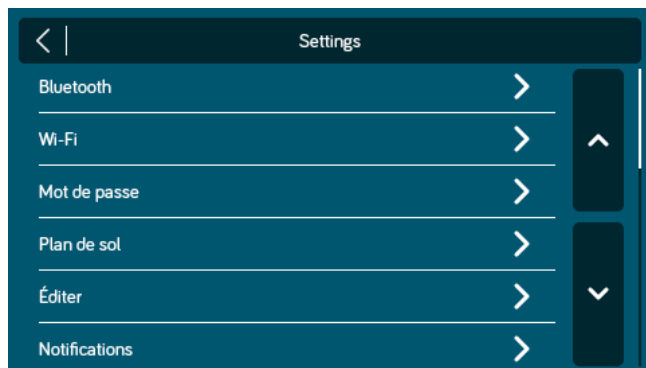 Settings
Bluetooth
Wi-Fi
Mot de passe
Plan de sol
Éditer
Notifications